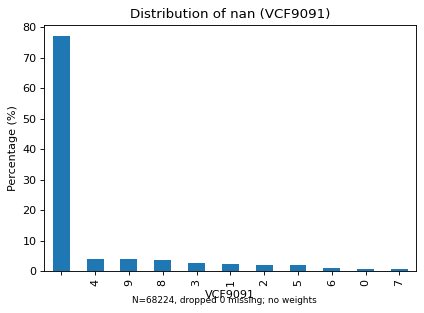 Distribution of nan (VCF9091)
80
70
60
50
40
30
20
10
0
Percentage (%)
4 9 8 3 1 2 5 6 0 7
VCF9091
N=68224, dropped 0 missing; no weights